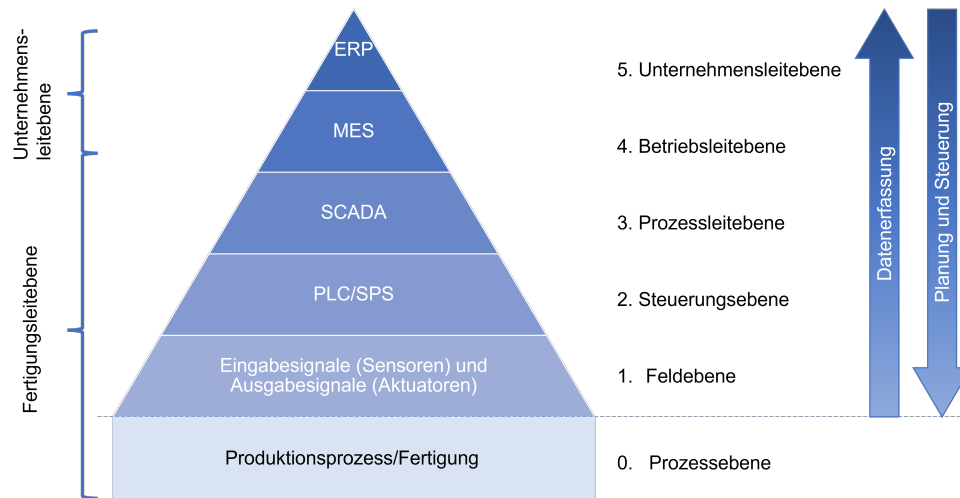 Unternehmens-
leitebene
Fertigungsleitebene
ERP
MES
SCADA
PLC/SPS
Eingabesignale (Sensoren) und
Ausgabesignale (Aktuatoren)
Produktionsprozess/Fertigung
5. Unternehmensleitebene
4. Betriebsleitebene
3. Prozessleitebene
2. Steuerungsebene
1. Feldebene
0. Prozessebene
Datenerfassung
Planung und Steuerung